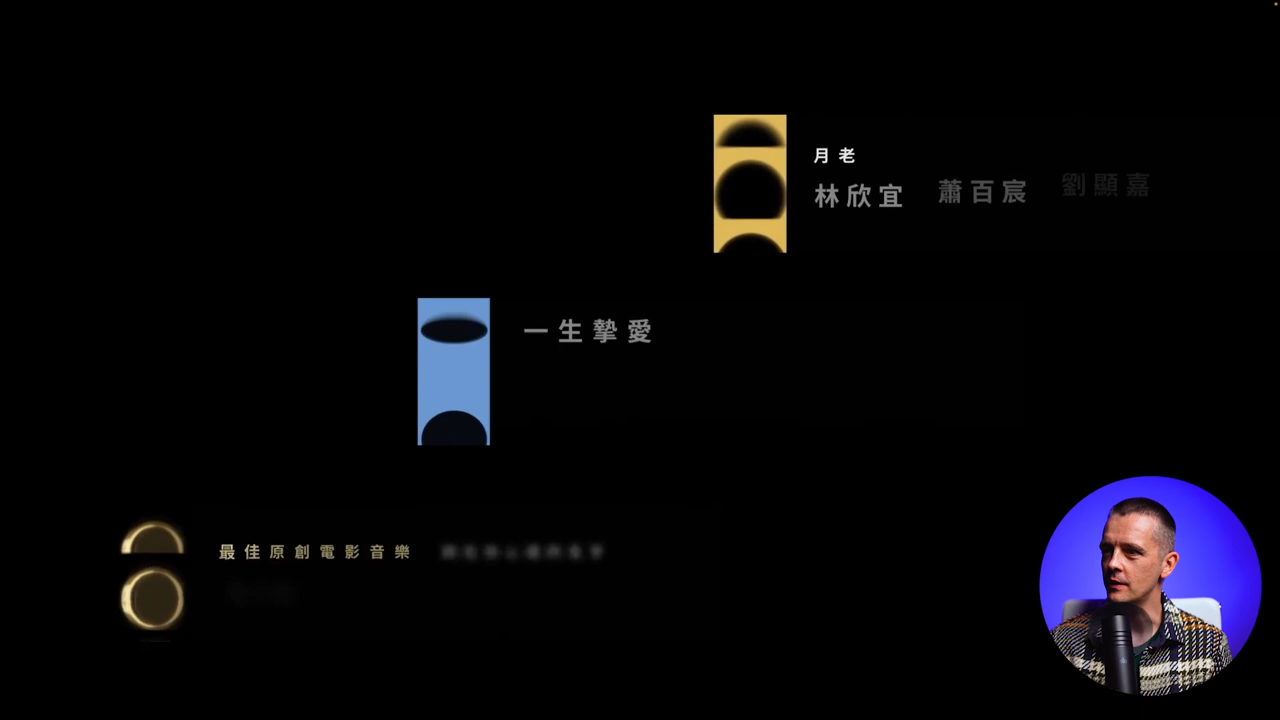 月老
林欣宜 蕭百宸 劉顯嘉
一生摯愛
最佳原創電影音樂